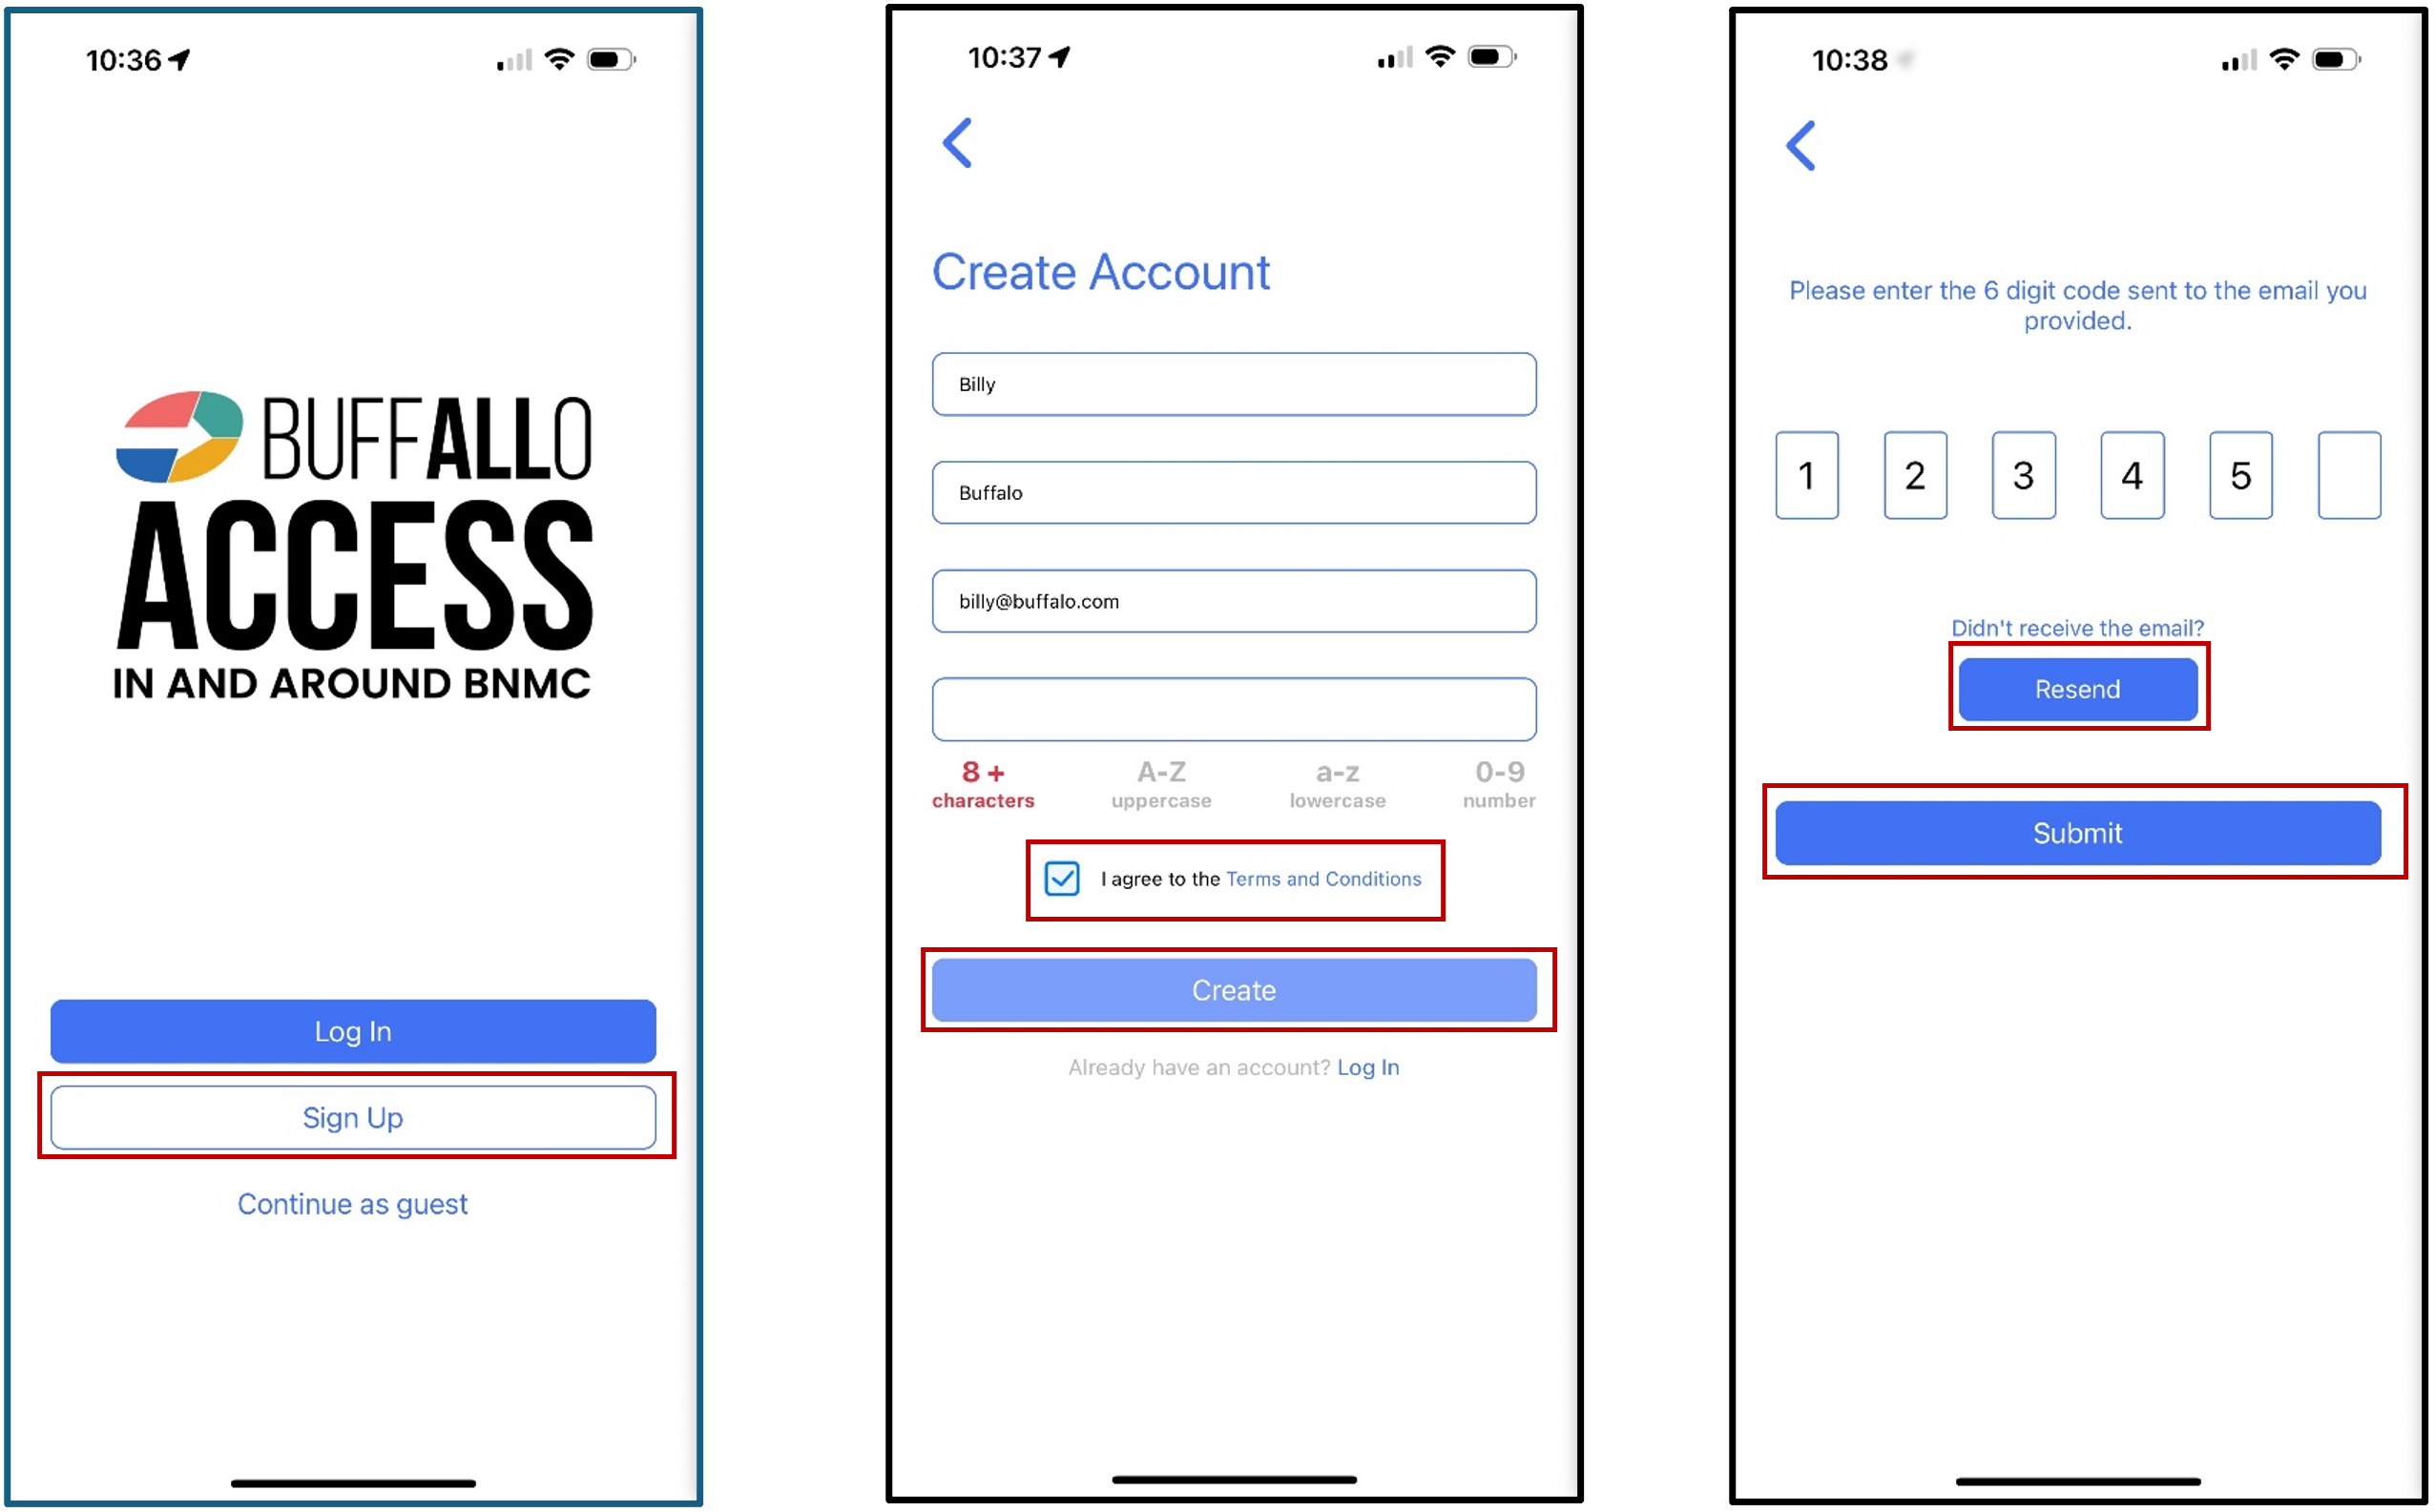 10:36
BUFFALLO
ACCESS
IN AND AROUND BNMC
Log In
Sign Up
Continue as guest
10:37
Create Account
Billy
Buffalo
billy@buffalo.com
8+ A-Z a-z 0-9
characters uppercase lowercase number
I agree to the Terms and Conditions
Create
Already have an account? Log In
10:38
Please enter the 6 digit code sent to the email you
provided.
1 2 3 4 5
Didn't receive the email?
Resend
Submit